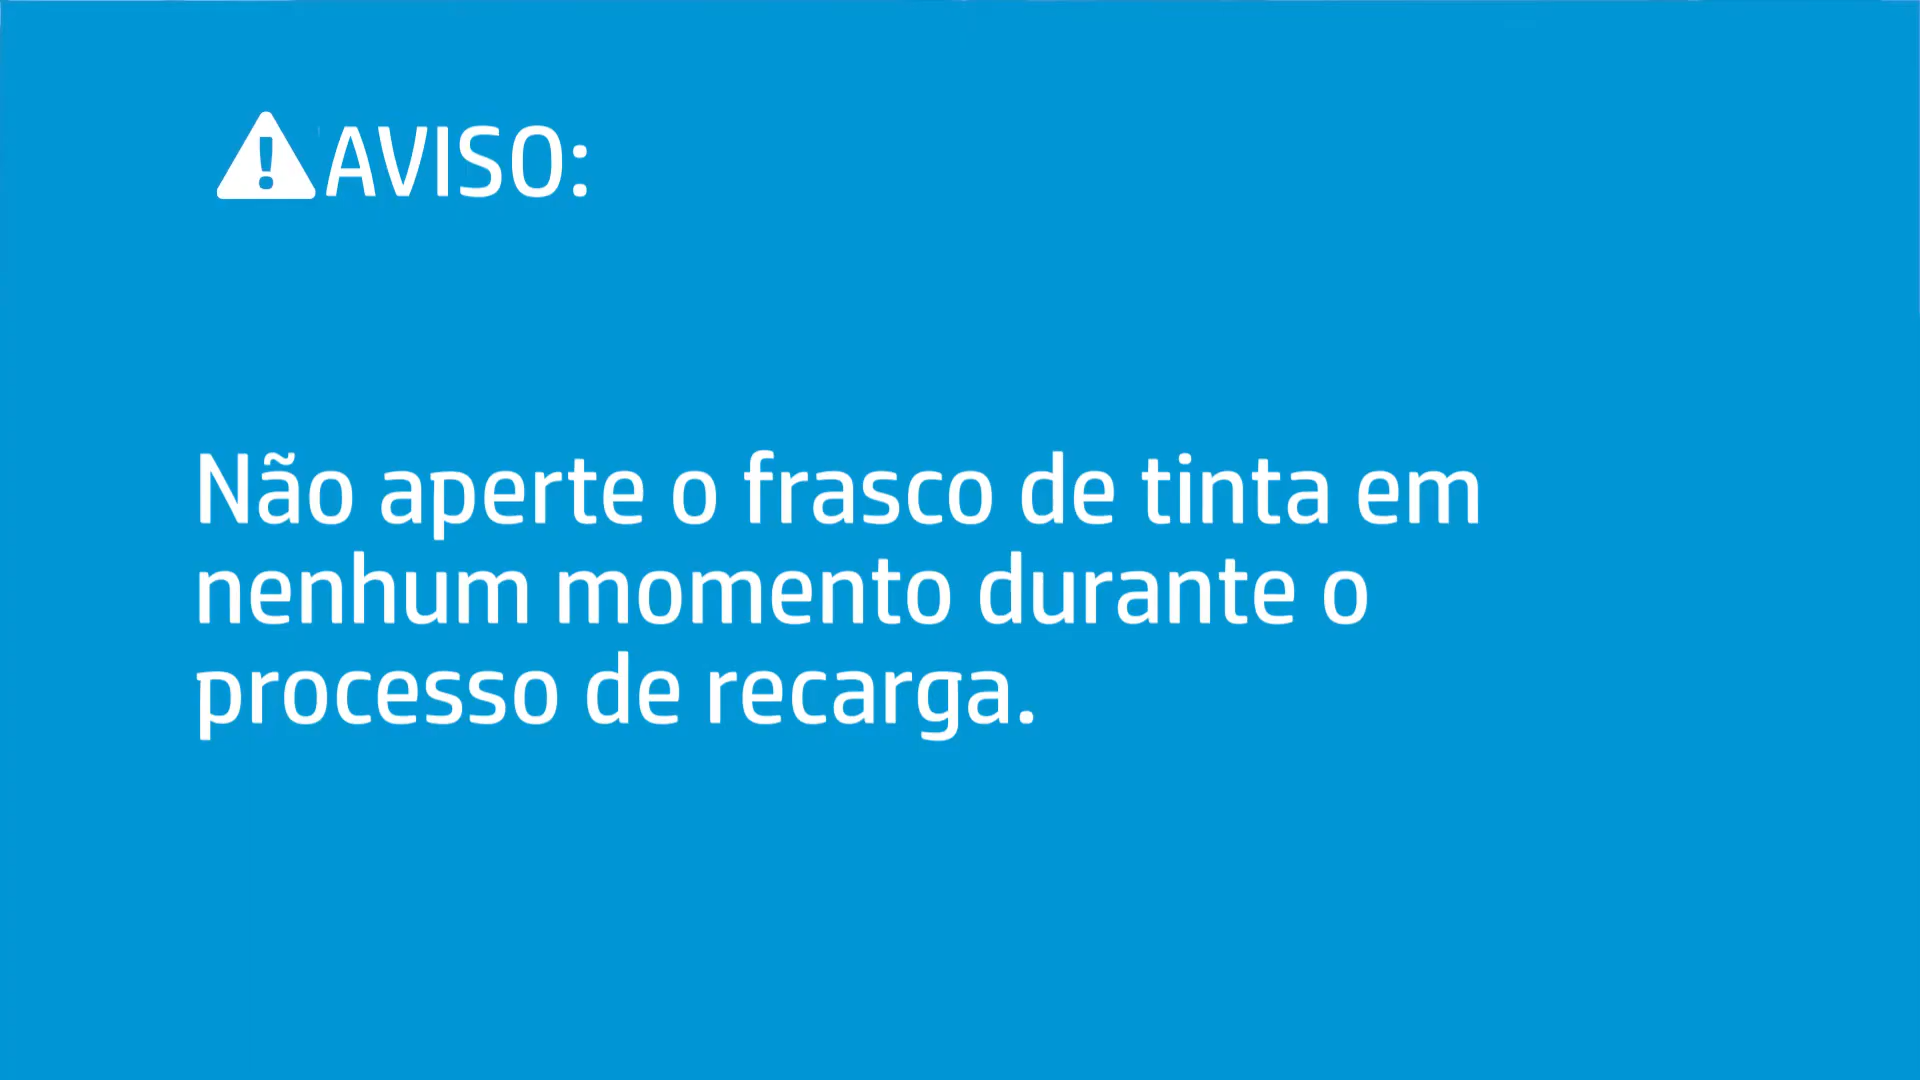 AVISO:
Não aperte o frasco de tinta em
nenhum momento durante o
processo de recarga.